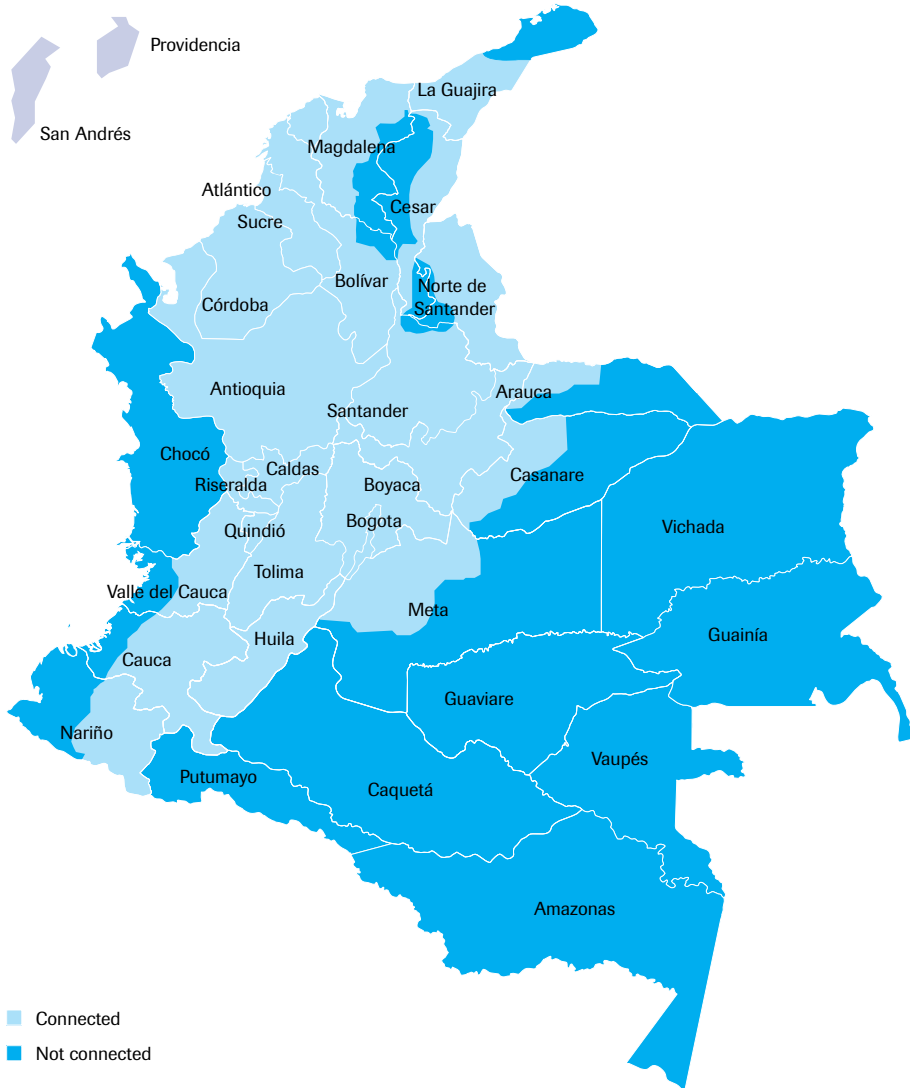 Providencia
San Andrés
La Guajira
Magdalena
Atlántico
Cesar
Sucre
Bolívar
Norte de
Santander
Córdoba
Antioquia
Arauca
Santander
Chocó
Caldas
Casanare
Riseralda
Boyaca
Bogota
Quindió
Vichada
Tolima
Valle del Cauca
Meta
Guainía
Huila
Cauca
Guaviare
Nariño
Vaupés
Putumayo
Caquetá
Amazonas
Connected
Not connected